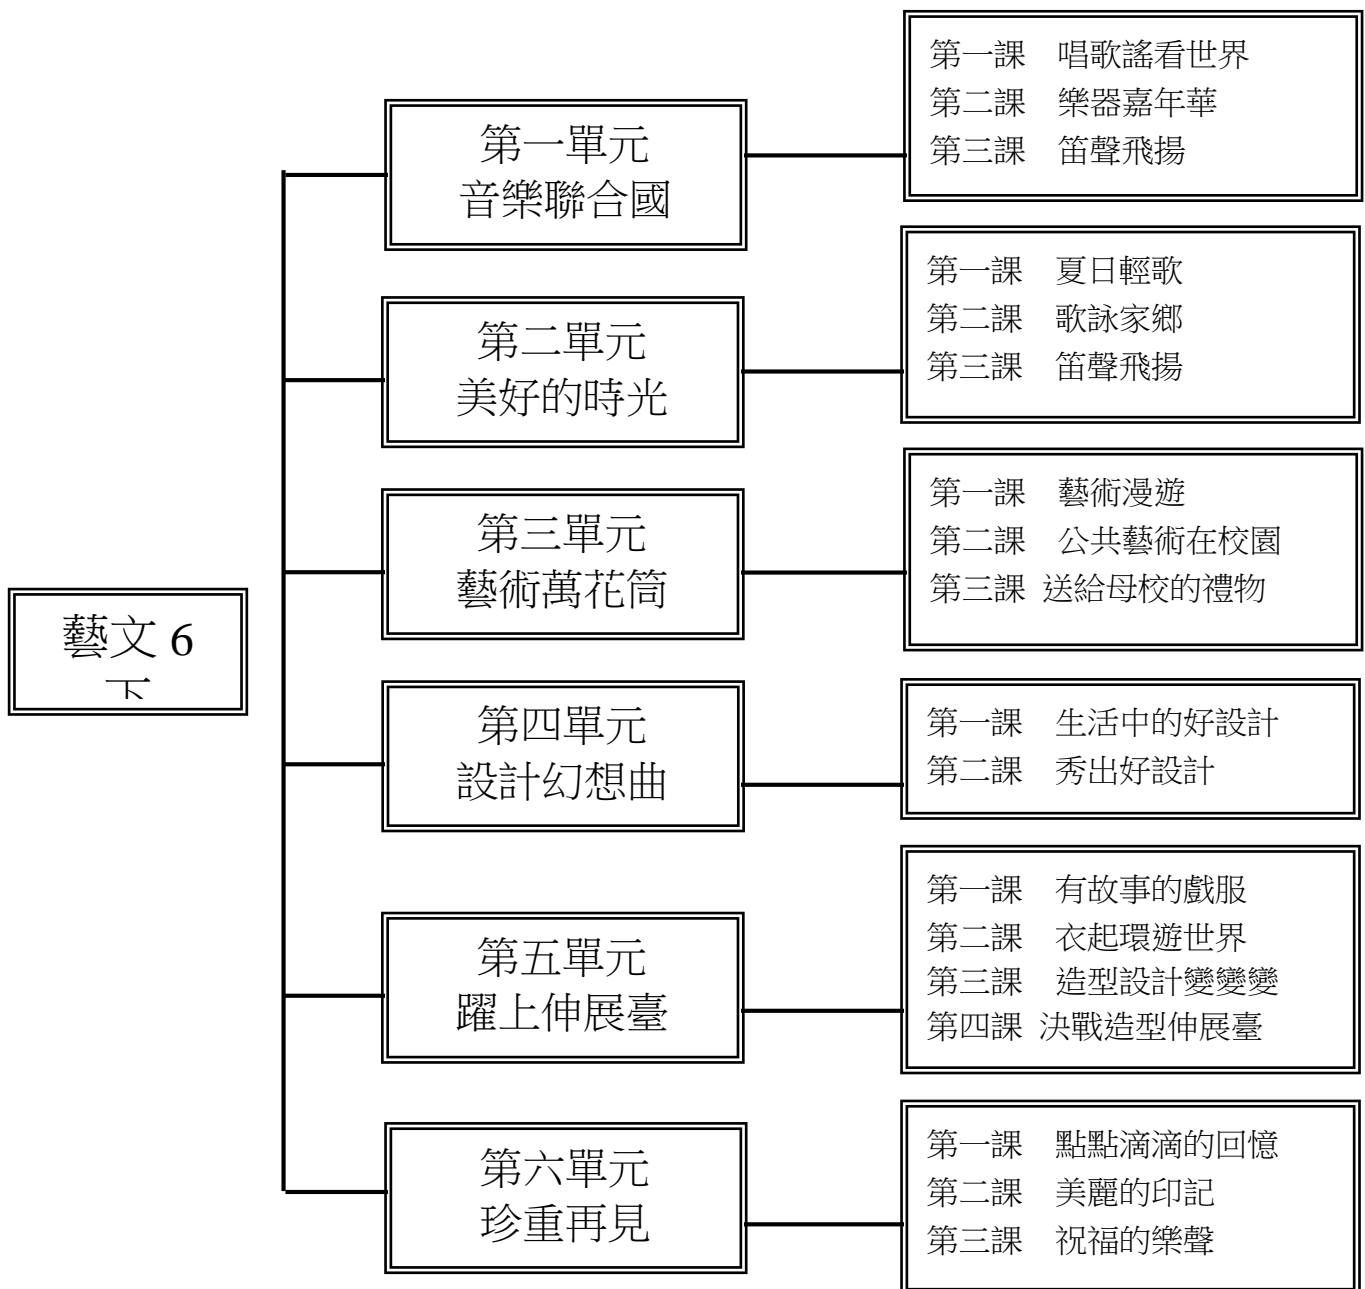 藝文 6
下
第一單元
音樂聯合國
第一課　唱歌謠看世界
第二課　樂器嘉年華
第三課　笛聲飛揚
第二單元
美好的時光
第一課　夏日輕歌
第二課　歌詠家鄉
第三課　笛聲飛揚
第三單元
藝術萬花筒
第一課　藝術漫遊
第二課　公共藝術在校園
第三課 送給母校的禮物
第四單元
設計幻想曲
第一課　生活中的好設計
第二課　秀出好設計
第五單元
躍上伸展臺
第一課　有故事的戲服
第二課　衣起環遊世界
第三課　造型設計變變變
第四課 決戰造型伸展臺
第六單元
珍重再見
第一課　點點滴滴的回憶
第二課　美麗的印記
第三課　祝福的樂聲